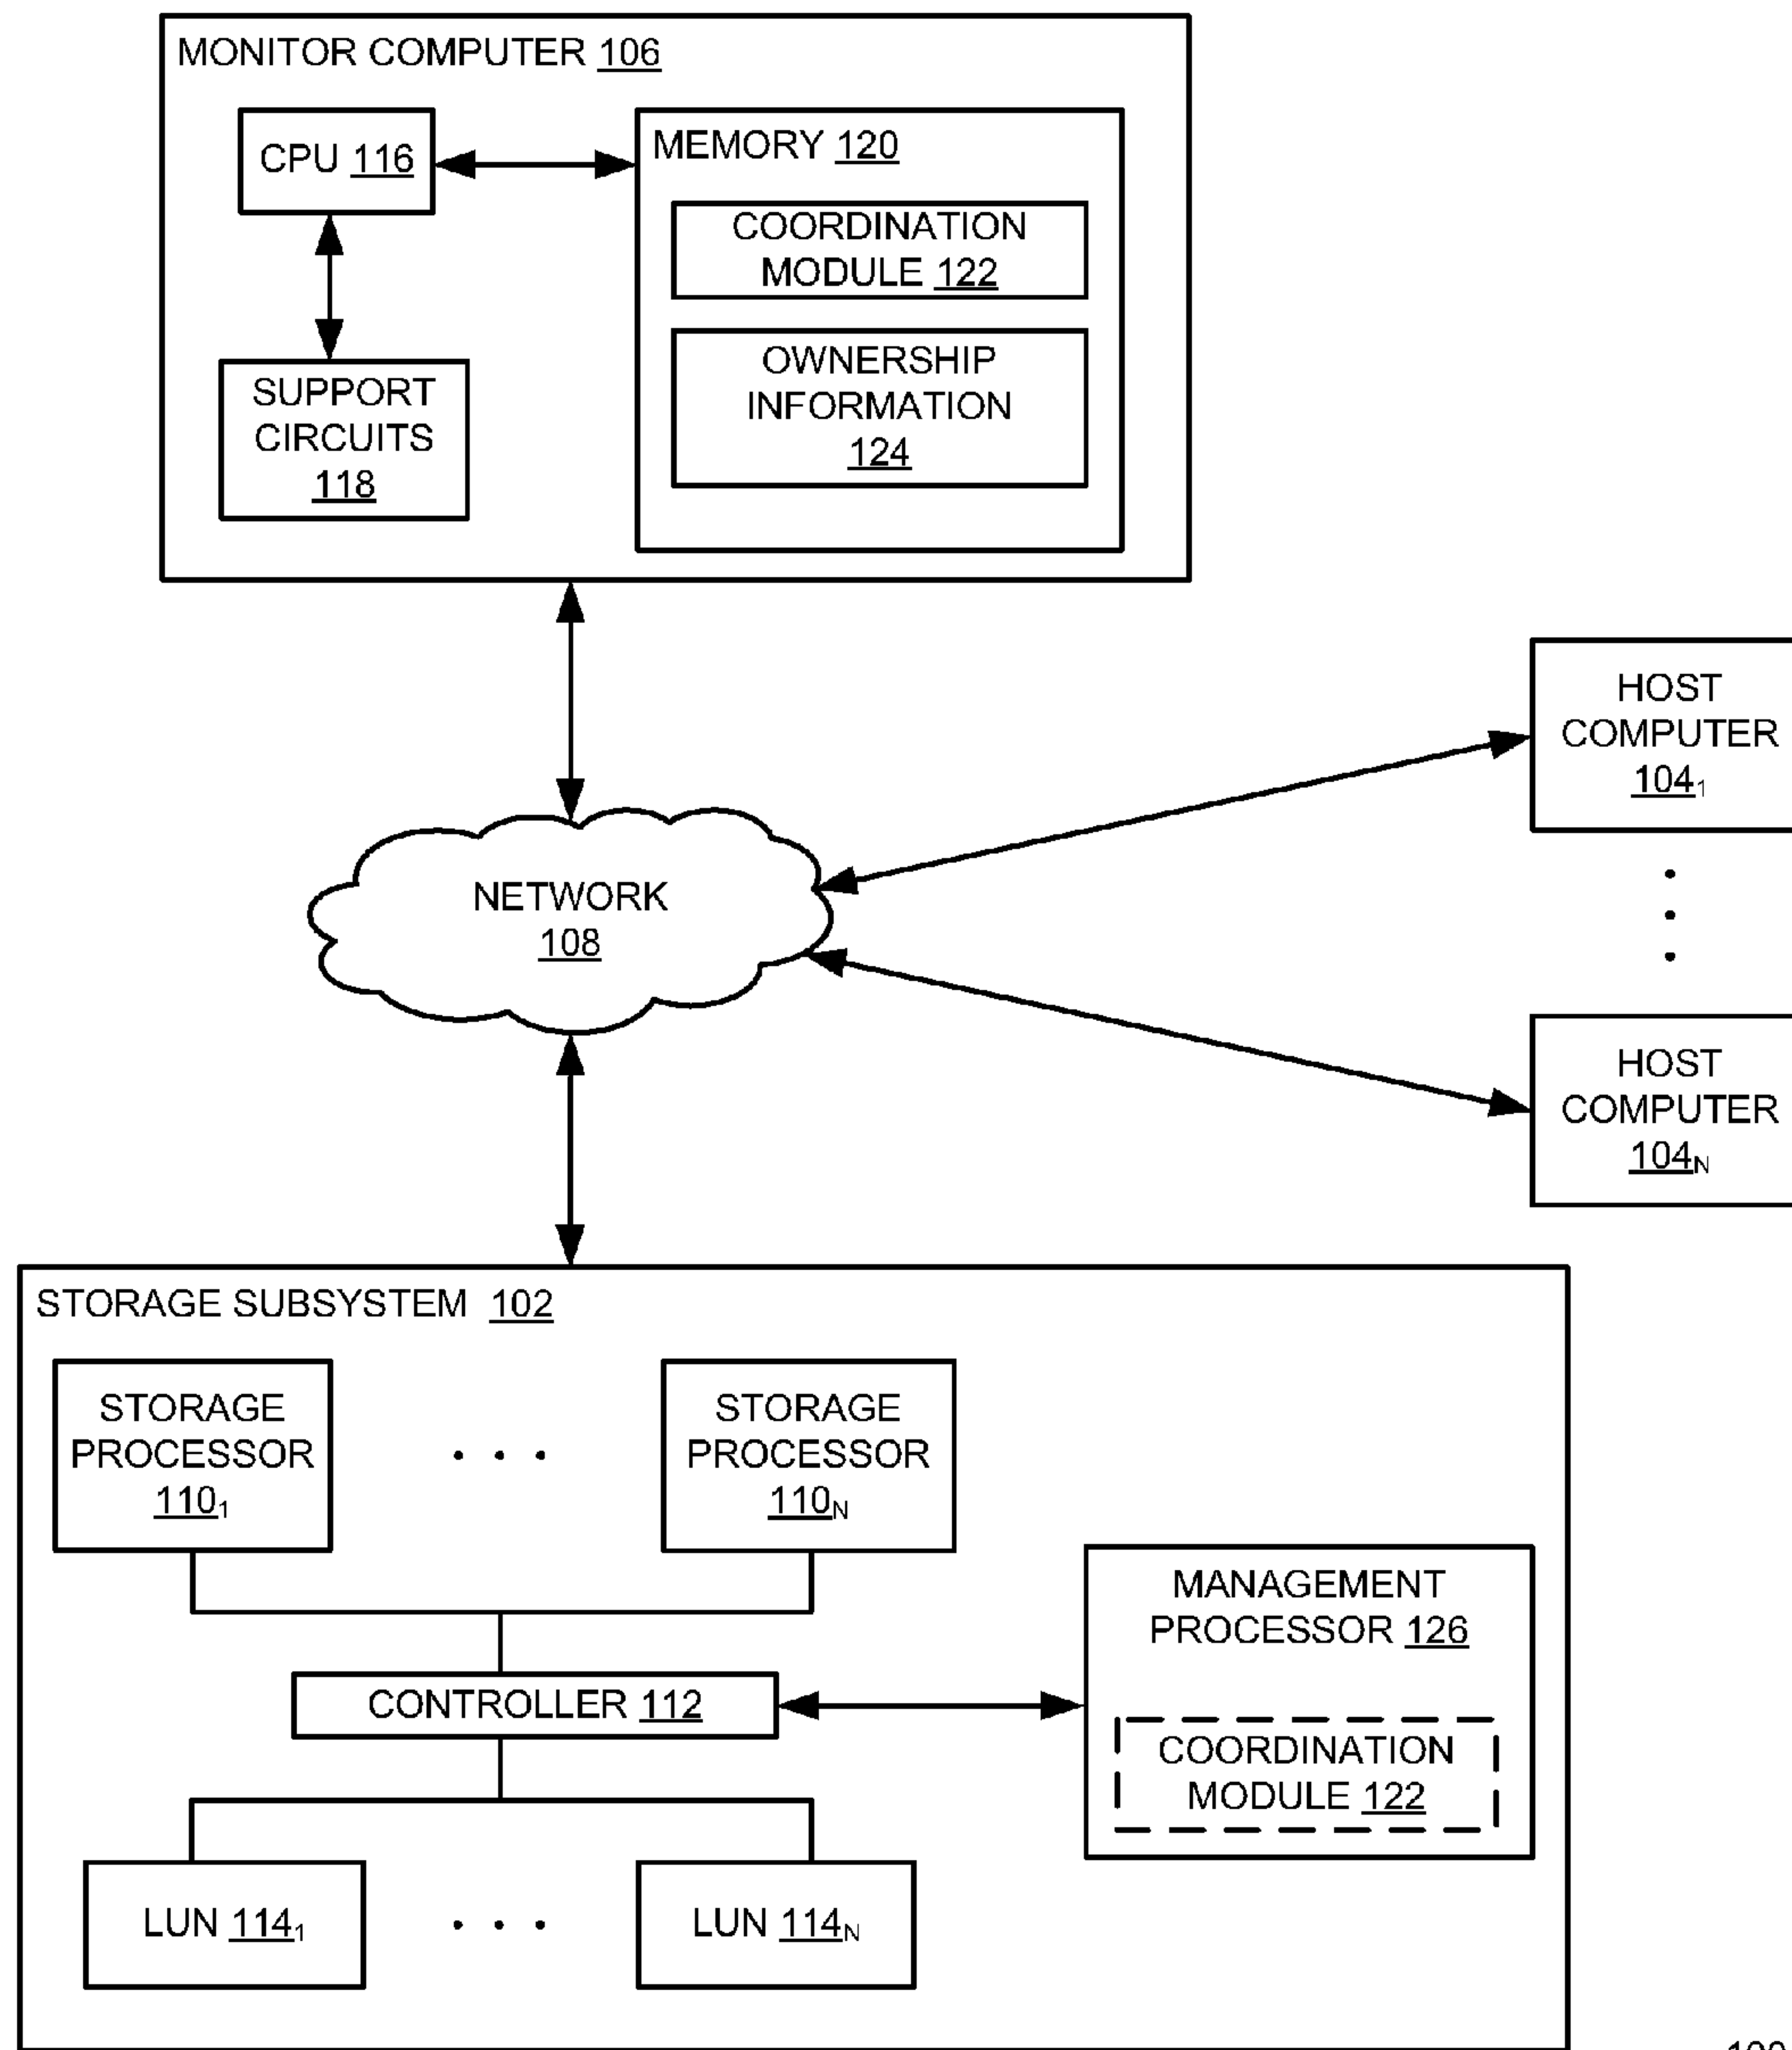 MONITOR COMPUTER 106
CPU 116
MEMORY 120
COORDINATION
MODULE 122
OWNERSHIP
INFORMATION
124
SUPPORT
CIRCUITS
118
HOST
COMPUTER
104₁
NETWORK
108
HOST
COMPUTER
104N
STORAGE SUBSYSTEM 102
STORAGE
PROCESSOR
110₁
. . .
STORAGE
PROCESSOR
110N
MANAGEMENT
PROCESSOR 126
CONTROLLER 112
COORDINATION
MODULE 122
LUN 114₁
. . .
LUN 114N